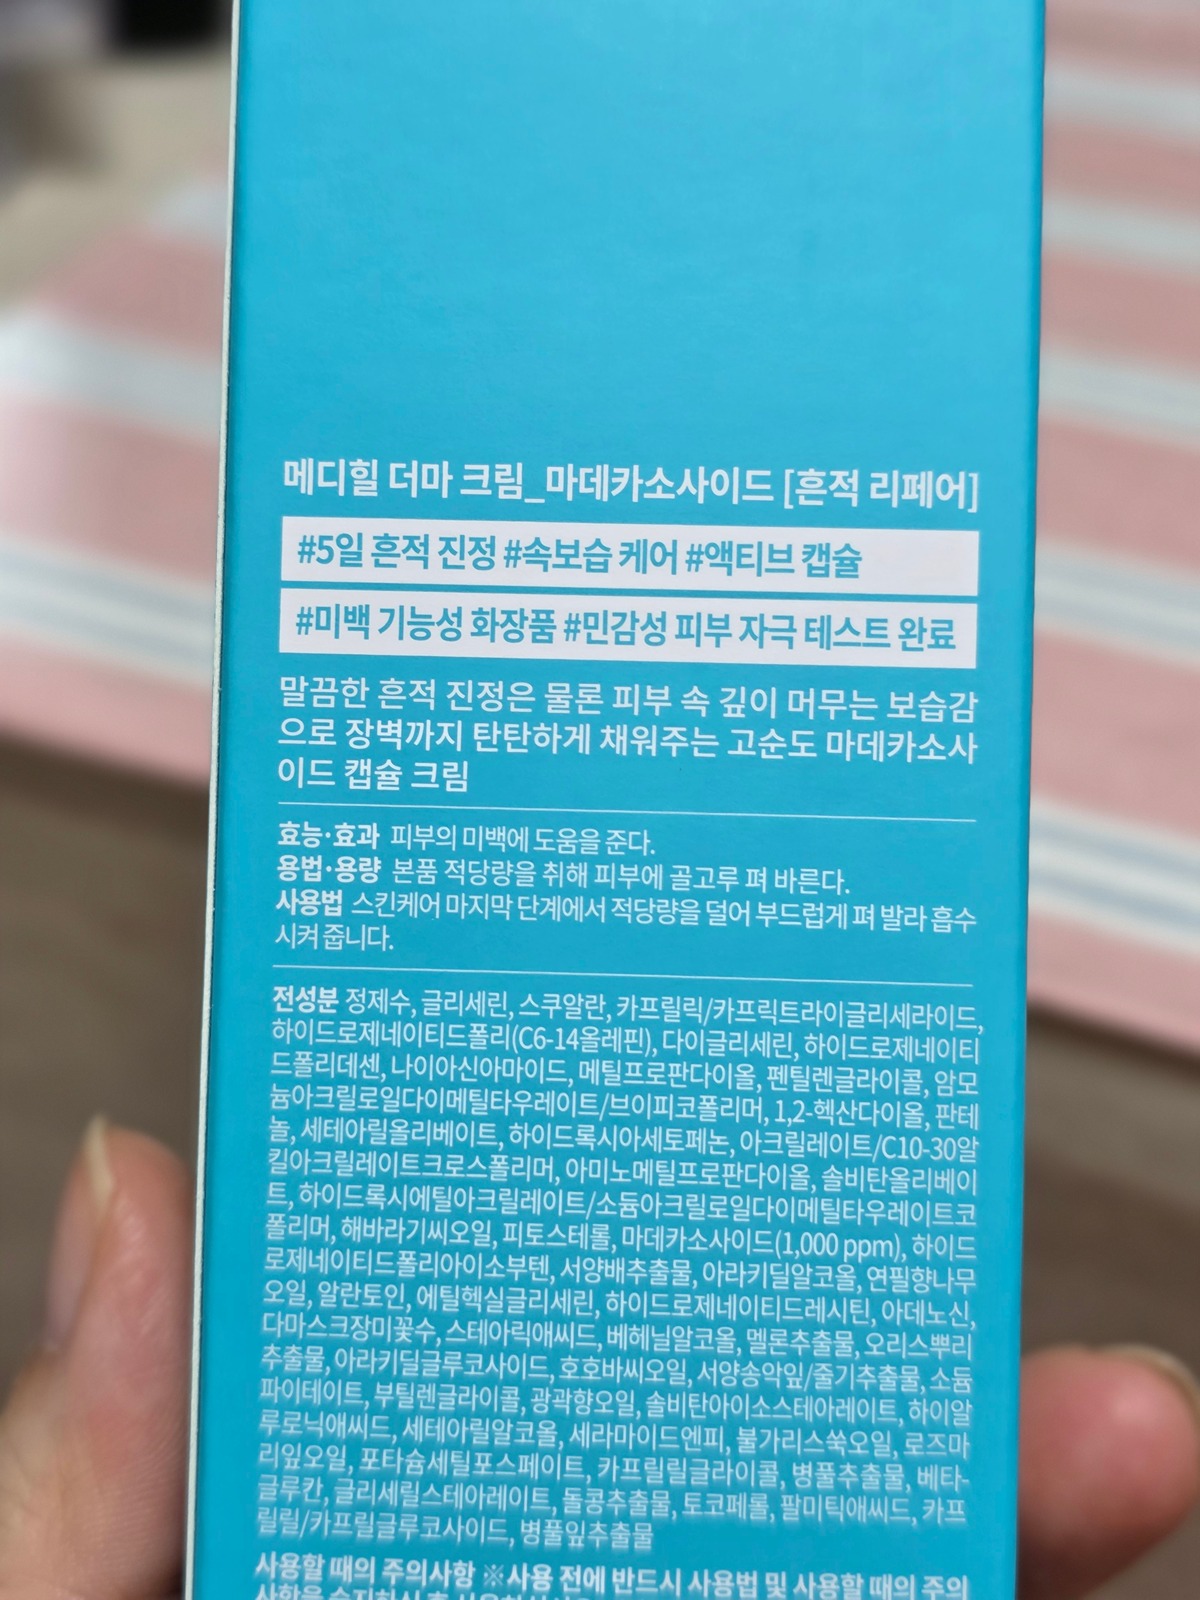 메디힐 더마 크림_마데카소사이드 [흔적 리페어]
#5일 흔적 진정 #속보습 케어 #액티브 캡슐
#미백 기능성 화장품 #민감성 피부 자극 테스트 완료
말끔한 흔적 진정은 물론 피부 속 깊이 머무는 보습감
으로 장벽까지 탄탄하게 채워주는 고순도 마데카소사
이드 캡슐 크림
효능·효과 피부의 미백에 도움을 준다.
용법·용량 본품 적당량을 취해 피부에 골고루 펴 바른다.
사용법 스킨케어 마지막 단계에서 적당량을 덜어 부드럽게 펴 발라 흡수
시켜 줍니다.
전성분 정제수, 글리세린, 스쿠알란, 카프릴릭/카프릭트라이글리세라이드,
하이드로제네이티드폴리(C6-14올레핀), 다이글리세린, 하이드로제네이티
드폴리데센, 나이아신아마이드, 메틸프로판다이올, 펜틸렌글라이콜, 암모
늄아크릴로일다이메틸타우레이트/브이피코폴리머, 1,2-헥산다이올, 판테
놀, 세테아릴올리베이트, 하이드록시아세토페논, 아크릴레이트/C10-30알
킬아크릴레이트크로스폴리머, 아미노메틸프로판다이올, 솔비탄올리베이
트, 하이드록시에틸아크릴레이트/소듐아크릴로일다이메틸타우레이트코
폴리머, 해바라기씨오일, 피토스테롤, 마데카소사이드(1,000 ppm), 하이드
로제네이티드폴리아이소부텐, 서양배추출물, 아라키딜알코올, 연필향나무
오일, 알란토인, 에틸헥실글리세린, 하이드로제네이티드레시틴, 아데노신,
다마스크장미꽃수, 스테아릭애씨드, 베헤닐알코올, 멜론추출물, 오리스뿌리
추출물, 아라키딜글루코사이드, 호호바씨오일, 서양송악잎/줄기추출물, 소듐
파이테이트, 부틸렌글라이콜, 광곽향오일, 솔비탄아이소스테아레이트, 하이알
루로닉애씨드, 세테아릴알코올, 세라마이드엔피, 불가리스쑥오일, 로즈마
리잎오일, 포타슘세틸포스페이트, 카프릴릴글라이콜, 병풀추출물, 베타-
글루칸, 글리세릴스테아레이트, 돌콩추출물, 토코페롤, 팔미틱애씨드, 카프
릴릴/카프릴글루코사이드, 병풀잎추출물
사용할 때의 주의사항 ※사용 전에 반드시 사용법 및 사용할 때의 주의